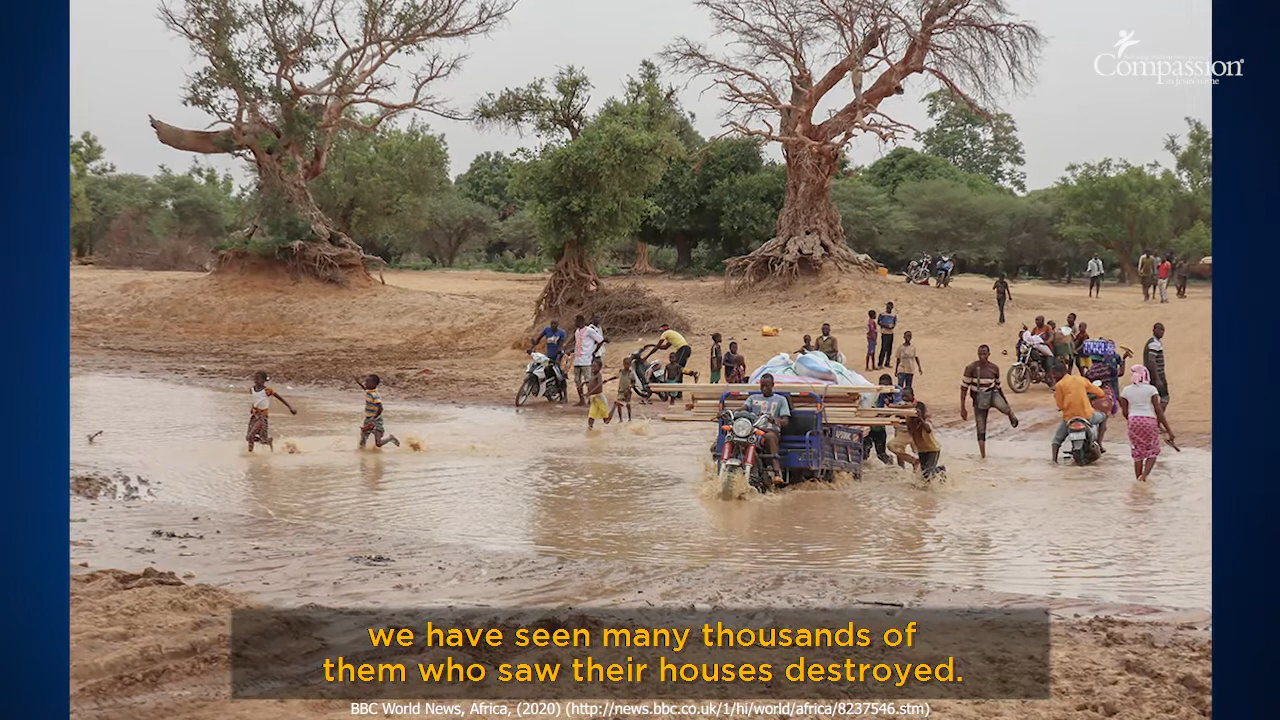 Compassion
we have seen many thousands of
them who saw their houses destroyed.
BBC World News, Africa, (2020) (http://news.bbc.co.uk/1/hi/world/africa/8237546.stm)